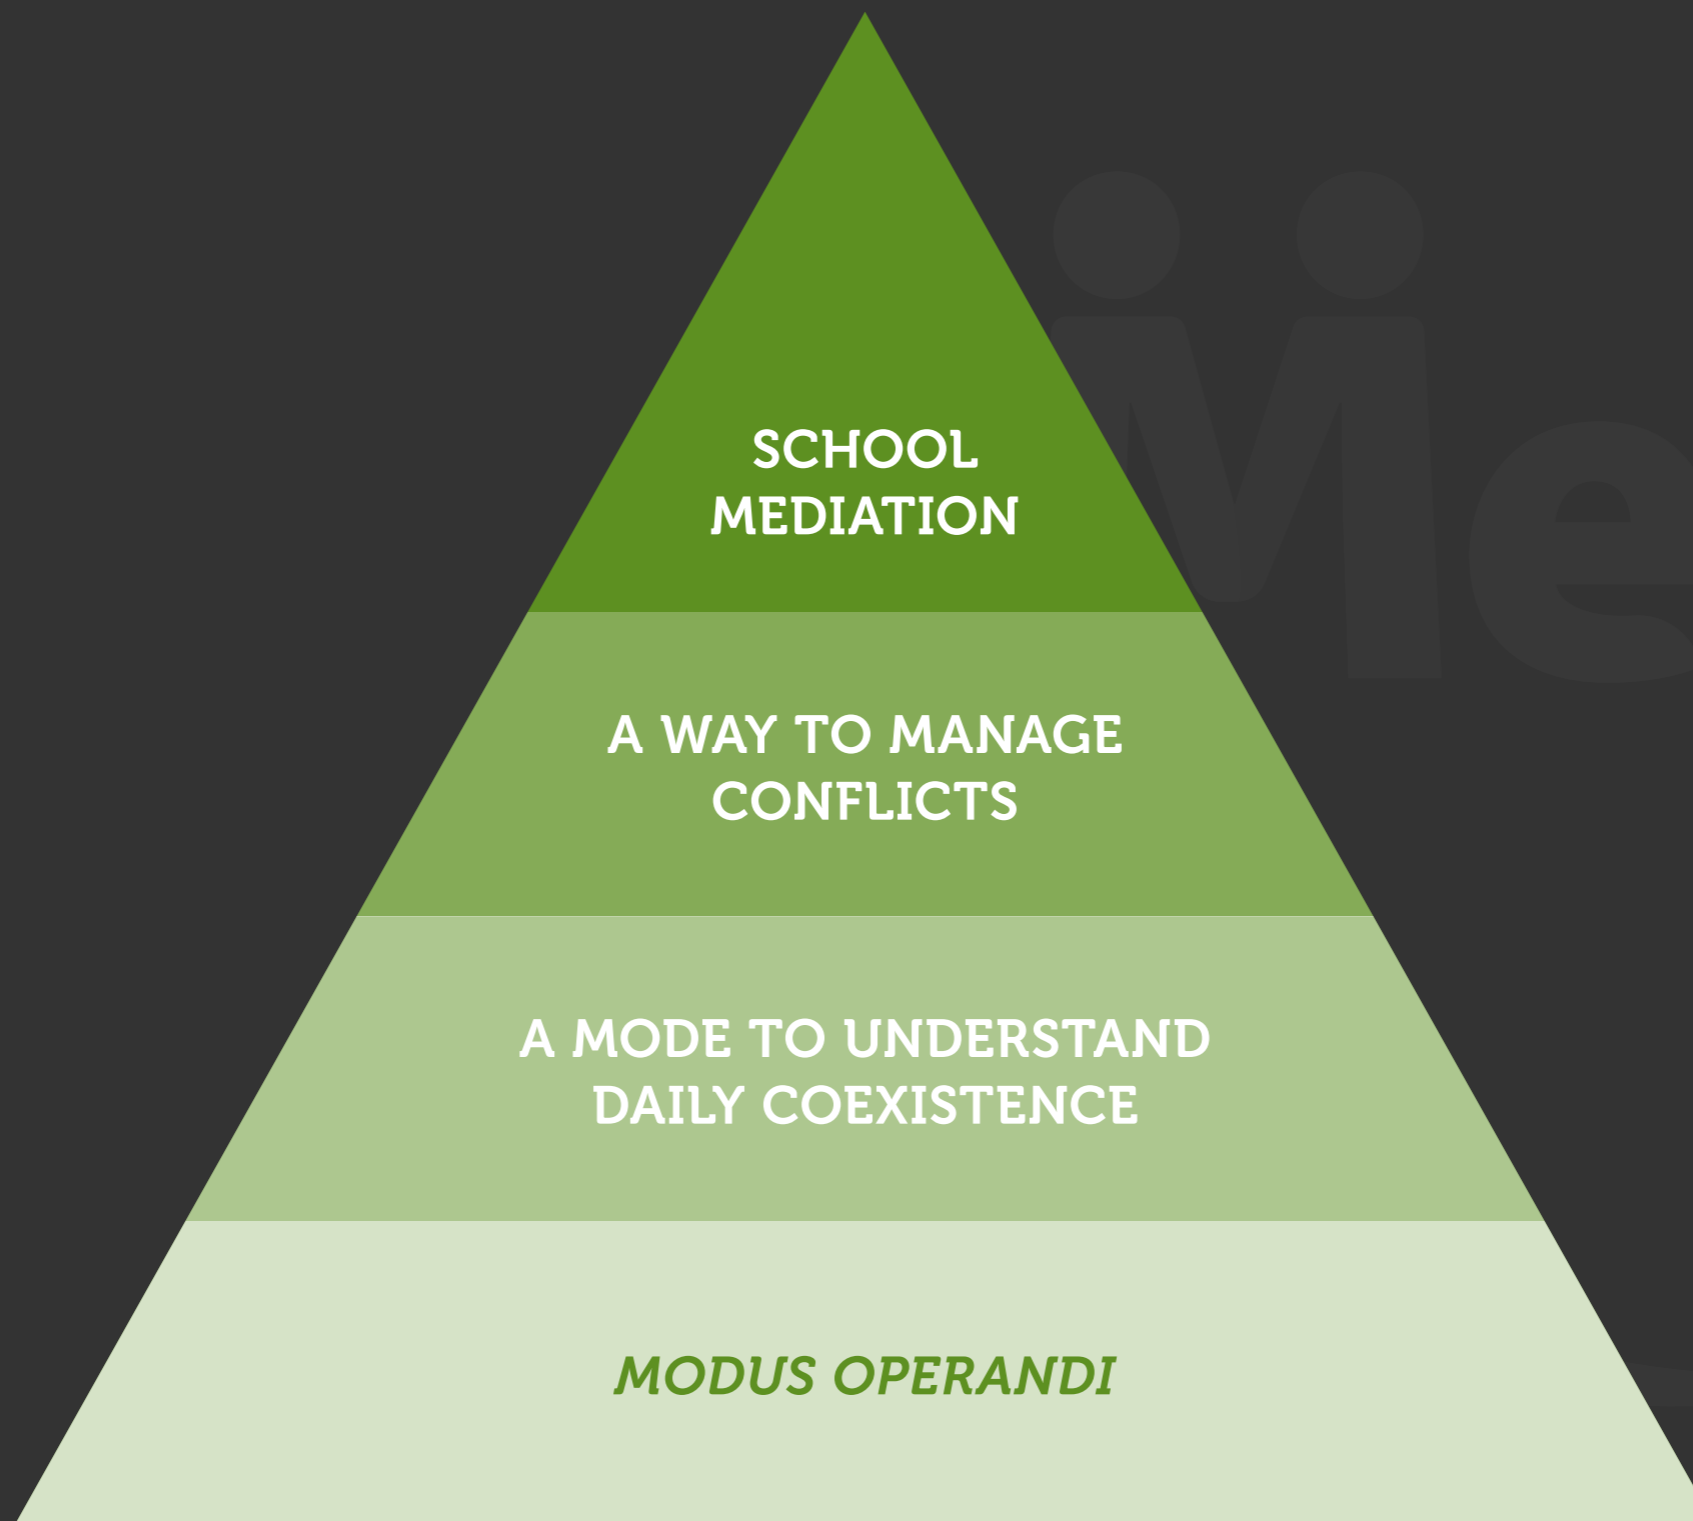 SCHOOL
MEDIATION
A WAY TO MANAGE
CONFLICTS
A MODE TO UNDERSTAND
DAILY COEXISTENCE
MODUS OPERANDI